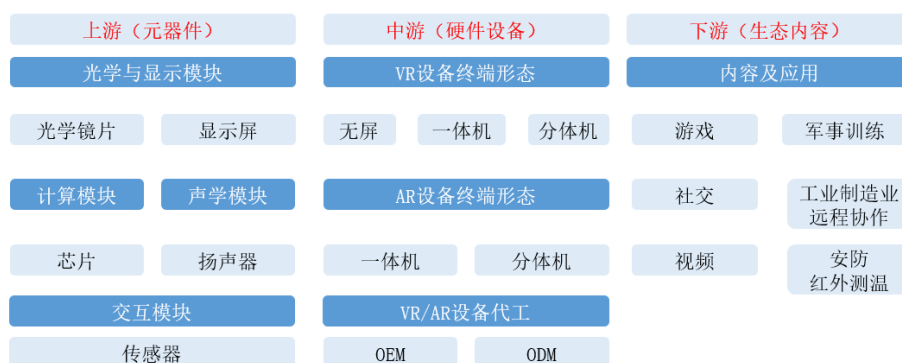 上游（元器件）
中游（硬件设备）
下游（生态内容）
光学与显示模块
VR设备终端形态
内容及应用
光学镜片
显示屏
无屏
一体机
分体机
游戏
军事训练
计算模块
声学模块
AR设备终端形态
社交
工业制造业
远程协作
芯片
扬声器
一体机
分体机
视频
安防
红外测温
交互模块
VR/AR设备代工
传感器
OEM
ODM